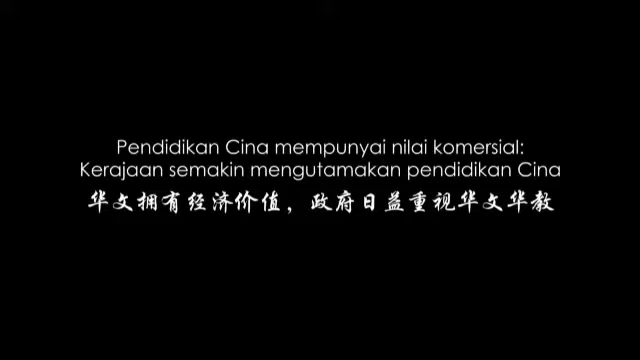 Pendidikan Cina mempunyai nilai komersial:
Kerajaan semakin mengutamakan pendidikan Cina
华文拥有经济价值，政府日益重视华文华教